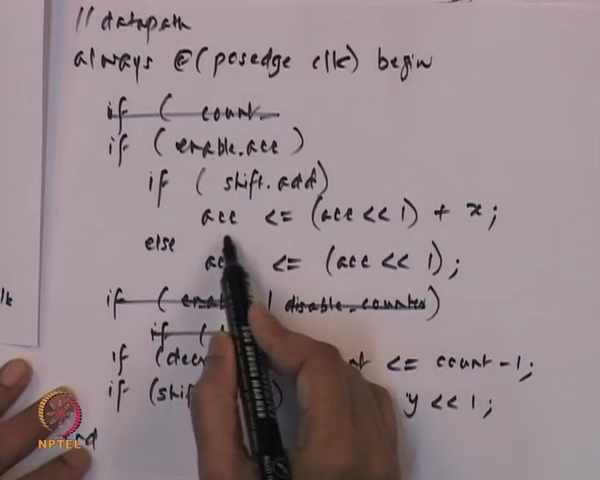 // datapath
always @(posedge clk) begin
if ( count
if (enable.acc)
if ( shift.add)
acc <= (acc << 1) + x;
else
<= (acc << 1);
if ( | disable_counter)
if (
if ( <= count - 1;
if ( y << 1;
NPTEL